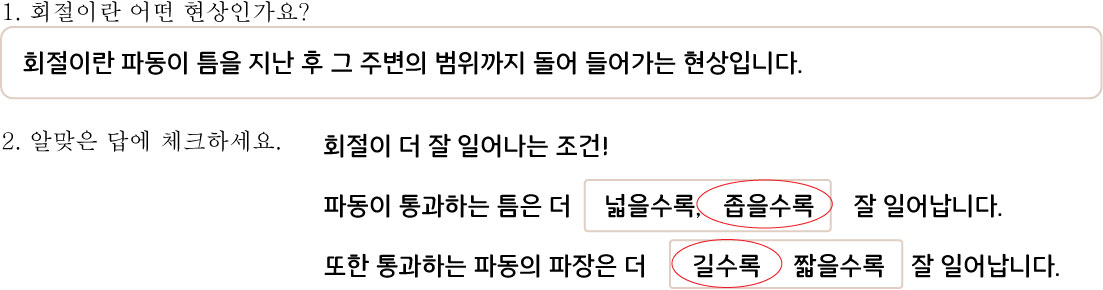 1. 회절이란 어떤 현상인가요?
회절이란 파동이 틈을 지난 후 그 주변의 범위까지 돌어 들어가는 현상입니다.
2. 알맞은 답에 체크하세요.
회절이 더 잘 일어나는 조건!
파동이 통과하는 틈은 더 넓을수록, 좁을수록 잘 일어납니다.
또한 통과하는 파동의 파장은 더 길수록 짧을수록 잘 일어납니다.